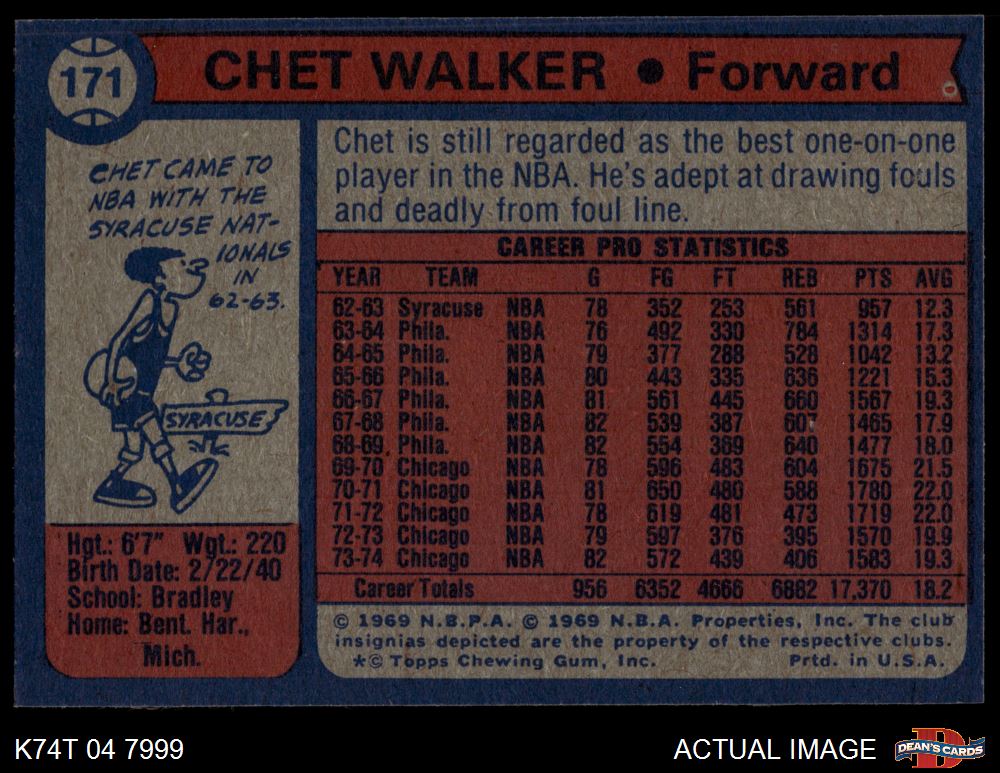 171
CHET WALKER • Forward
CHET CAME TO
NBA WITH THE
SYRACUSE NAT-
IONALS
IN
62-63.
SYRACUSE
Hgt.: 6'7" Wgt.: 220
Birth Date: 2/22/40
School: Bradley
Home: Bent. Har.,
Mich.
Chet is still regarded as the best one-on-one
player in the NBA. He's adept at drawing fouls
and deadly from foul line.
CAREER PRO STATISTICS
YEAR TEAM G FG FT REB PTS AVG
62-63 Syracuse NBA 78 352 253 561 957 12.3
63-64 Phila. NBA 76 492 330 784 1314 17.3
64-65 Phila. NBA 79 377 288 528 1042 13.2
65-66 Phila. NBA 80 443 335 636 1221 15.3
66-67 Phila. NBA 81 561 445 660 1567 19.3
67-68 Phila. NBA 82 539 387 607 1465 17.9
68-69 Phila. NBA 82 554 369 640 1477 18.0
69-70 Chicago NBA 78 596 483 604 1675 21.5
70-71 Chicago NBA 81 650 480 588 1780 22.0
71-72 Chicago NBA 78 619 481 473 1719 22.0
72-73 Chicago NBA 79 597 376 395 1570 19.9
73-74 Chicago NBA 82 572 439 406 1583 19.3
Career Totals 956 6352 4666 6882 17,370 18.2
© 1969 N.B.P.A. © 1969 N.B.A. Properties, Inc. The club
insignias depicted are the property of the respective clubs.
*© Topps Chewing Gum, Inc. Prtd. in U.S.A.
K74T 04 7999
ACTUAL IMAGE
D
DEAN'S CARDS